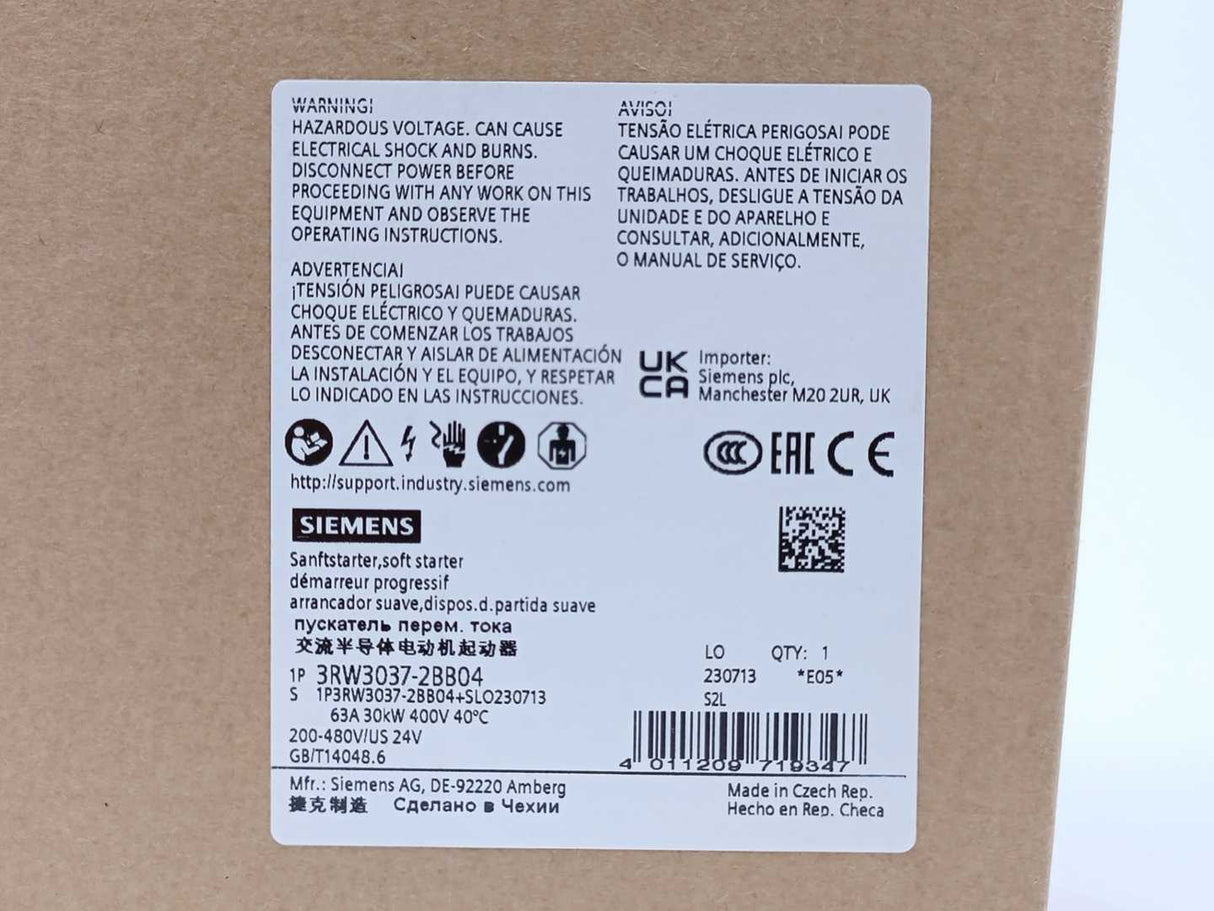 WARNING!
HAZARDOUS VOLTAGE. CAN CAUSE
ELECTRICAL SHOCK AND BURNS.
DISCONNECT POWER BEFORE
PROCEEDING WITH ANY WORK ON THIS
EQUIPMENT AND OBSERVE THE
OPERATING INSTRUCTIONS.
ADVERTENCIA!
¡TENSIÓN PELIGROSA! PUEDE CAUSAR
CHOQUE ELÉCTRICO Y QUEMADURAS.
ANTES DE COMENZAR LOS TRABAJOS
DESCONECTAR Y AISLAR DE ALIMENTACIÓN
LA INSTALACIÓN Y EL EQUIPO, Y RESPETAR
LO INDICADO EN LAS INSTRUCCIONES.
AVISO!
TENSÃO ELÉTRICA PERIGOSA! PODE
CAUSAR UM CHOQUE ELÉTRICO E
QUEIMADURAS. ANTES DE INICIAR OS
TRABALHOS, DESLIGUE A TENSÃO DA
UNIDADE E DO APARELHO E
CONSULTAR, ADICIONALMENTE,
O MANUAL DE SERVIÇO.
UK
CA
Importer:
Siemens plc,
Manchester M20 2UR, UK
CCC EAC CE
http://support.industry.siemens.com
SIEMENS
Sanftstarter,soft starter
démarreur progressif
arrancador suave,dispos.d.partida suave
пускатель перем. тока
交流半导体电动机起动器
1P 3RW3037-2BB04
S 1P3RW3037-2BB04+SLO230713
63A 30kW 400V 40°C
200-480V/US 24V
GB/T14048.6
LO QTY: 1
230713 *E05*
S2L
4 011209 719347
Mfr.: Siemens AG, DE-92220 Amberg
捷克制造 Сделано в Чехии
Made in Czech Rep.
Hecho en Rep. Checa